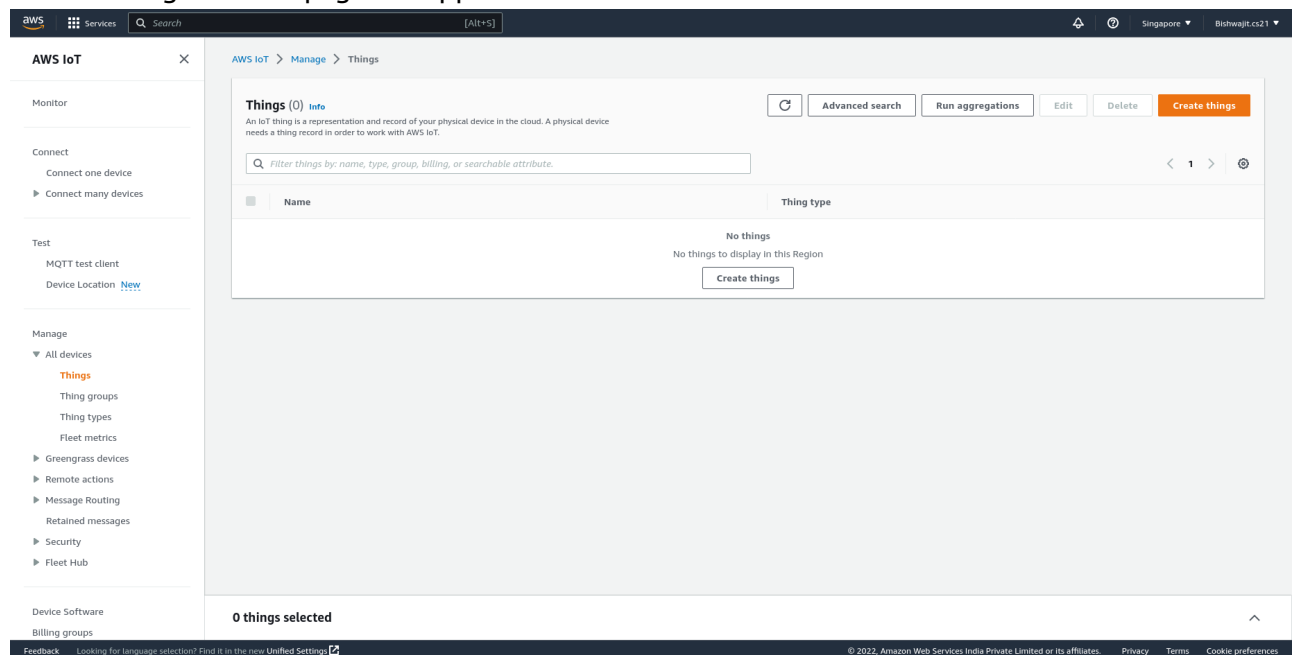 aws
Services
Search
[Alt+S]
Singapore ▼
Bishwajit.cs21 ▼
AWS IoT
Monitor
Connect
Connect one device
Connect many devices
Test
MQTT test client
Device Location New
Manage
All devices
Things
Thing groups
Thing types
Fleet metrics
Greengrass devices
Remote actions
Message Routing
Retained messages
Security
Fleet Hub
Device Software
Billing groups
AWS IoT > Manage > Things
Things (0) Info
An IoT thing is a representation and record of your physical device in the cloud. A physical device
needs a thing record in order to work with AWS IoT.
Advanced search
Run aggregations
Edit
Delete
Create things
Filter things by: name, type, group, billing, or searchable attribute.
< 1 >
Name
Thing type
No things
No things to display in this Region
Create things
0 things selected
Feedback
Looking for language selection? Find it in the new Unified Settings
© 2022, Amazon Web Services India Private Limited or its affiliates.
Privacy
Terms
Cookie preferences